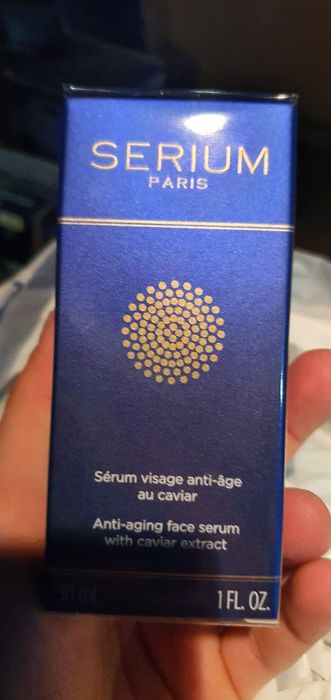 SERIUM
PARIS
Sérum visage anti-âge
au caviar
Anti-aging face serum
with caviar extract
30 mL 1 FL. OZ.